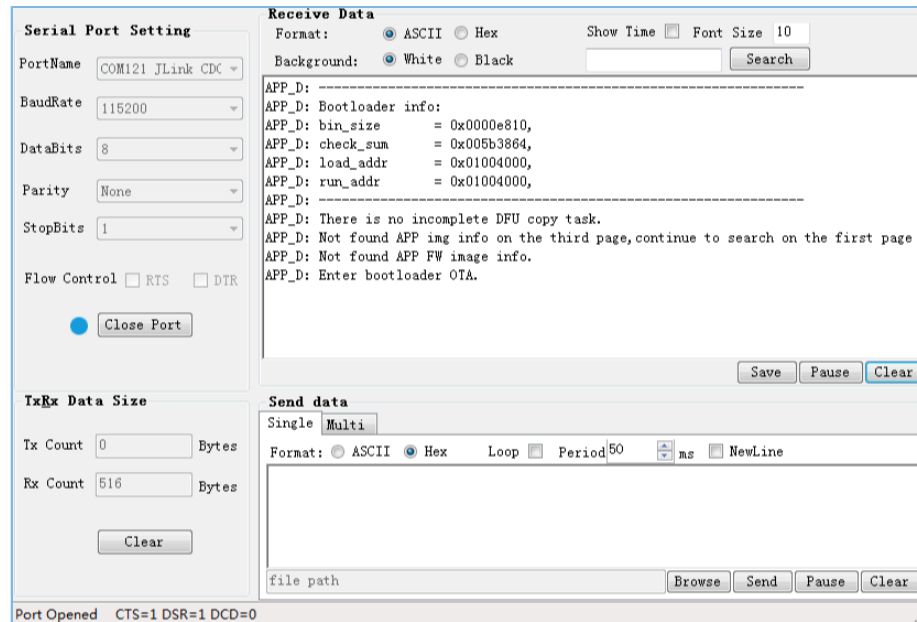 Serial Port Setting
PortName COM121 JLink CDC
BaudRate 115200
DataBits 8
Parity None
StopBits 1
Flow Control RTS DTR
Close Port
TxRx Data Size
Tx Count 0 Bytes
Rx Count 516 Bytes
Clear
Receive Data
Format: ASCII Hex Show Time Font Size 10
Background: White Black Search
APP_D: ------------------------------------------------------------------
APP_D: Bootloader info:
APP_D: bin_size = 0x0000e810,
APP_D: check_sum = 0x005b3864,
APP_D: load_addr = 0x01004000,
APP_D: run_addr = 0x01004000,
APP_D: ------------------------------------------------------------------
APP_D: There is no incomplete DFU copy task.
APP_D: Not found APP img info on the third page,continue to search on the first page
APP_D: Not found APP FW image info.
APP_D: Enter bootloader OTA.
Save Pause Clear
Send data
Single Multi
Format: ASCII Hex Loop Period 50 ms NewLine
file path Browse Send Pause Clear
Port Opened CTS=1 DSR=1 DCD=0